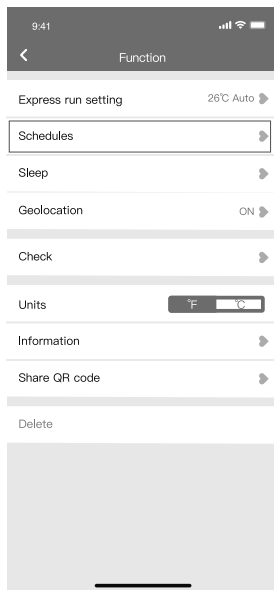 9:41
Function
Express run setting 26°C Auto
Schedules
Sleep
Geolocation ON
Check
Units °F °C
Information
Share QR code
Delete